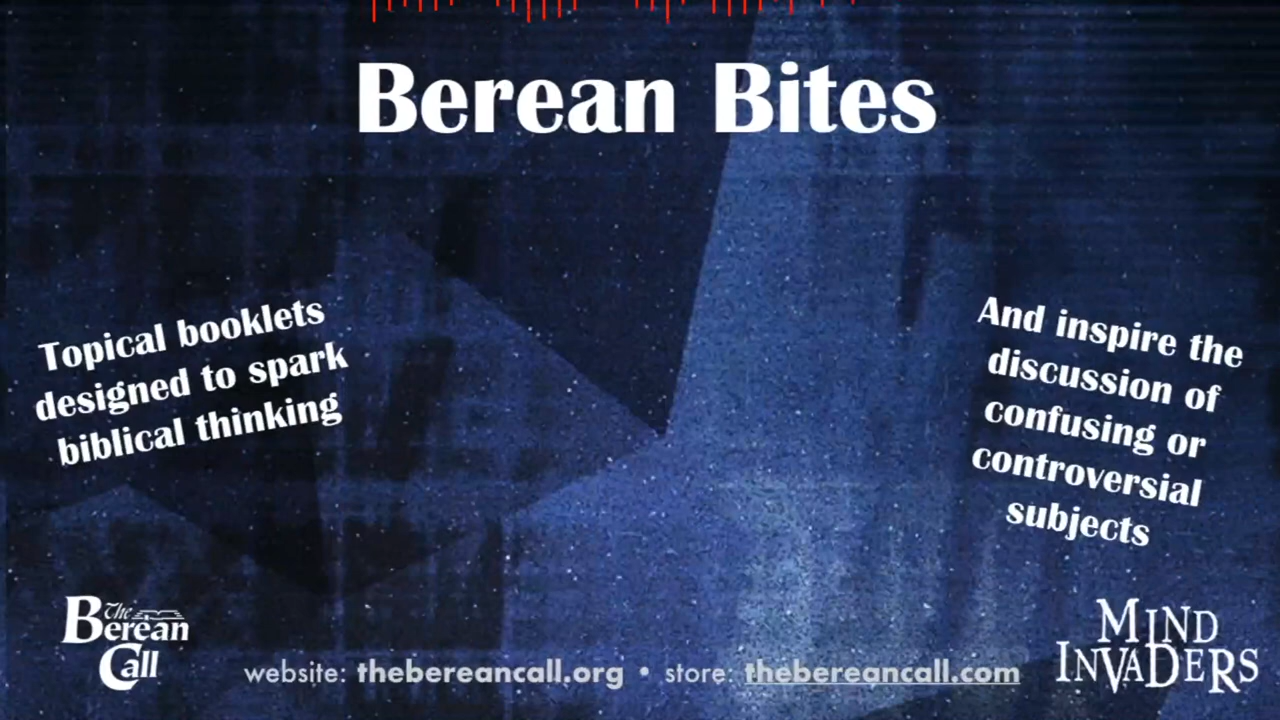 Berean Bites
Topical booklets
designed to spark
biblical thinking
And inspire the
discussion of
confusing or
controversial
subjects
The
Berean
Call
website: thebereancall.org • store: thebereancall.com
MIND
INVADERS